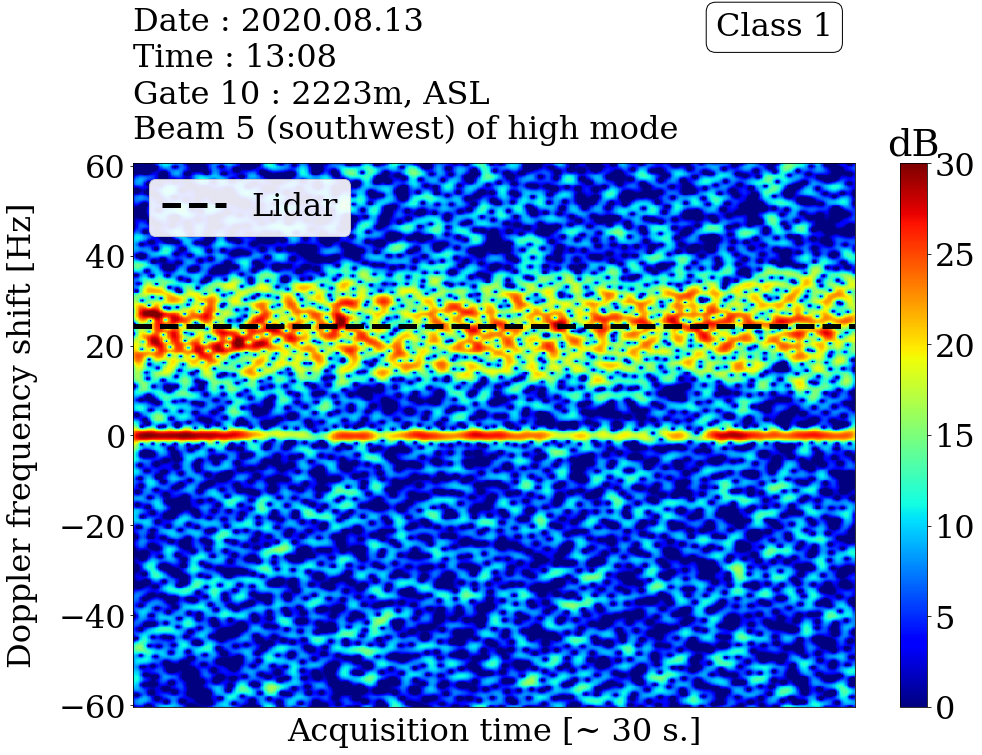 Date : 2020.08.13
Class 1
Time : 13:08
Gate 10 : 2223m, ASL
Beam 5 (southwest) of high mode
dB
60
40
20
0
−20
−40
−60
Doppler frequency shift [Hz]
Lidar
30
25
20
15
10
5
0
Acquisition time [~ 30 s.]